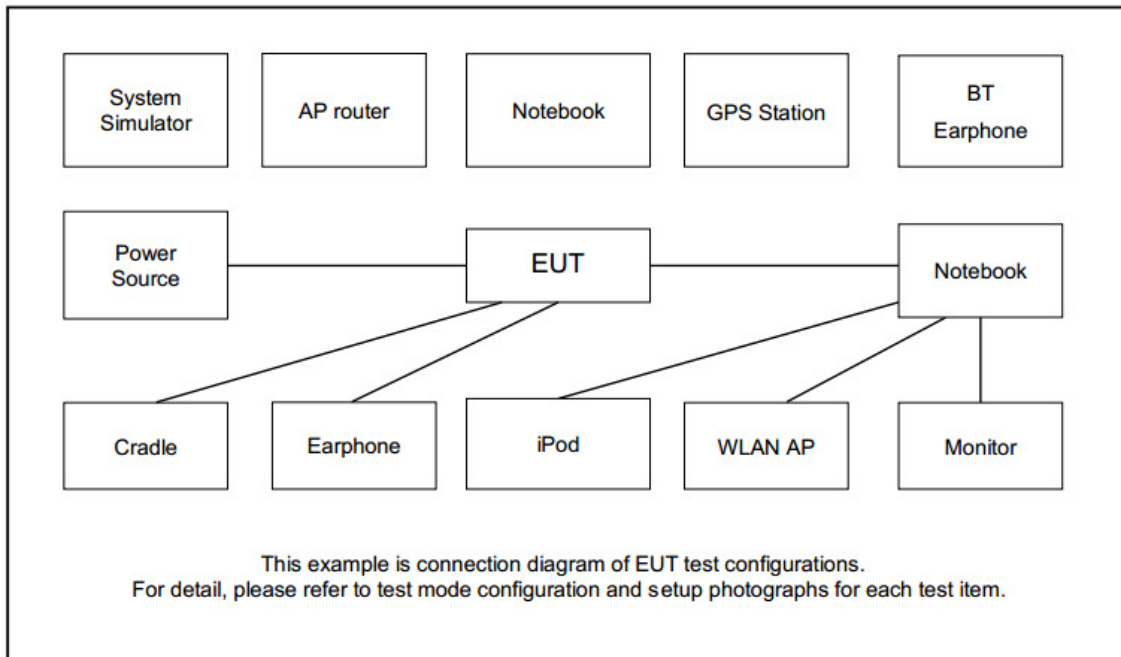 System
Simulator
AP router
Notebook
GPS Station
BT
Earphone
Power
Source
EUT
Notebook
Cradle
Earphone
iPod
WLAN AP
Monitor
This example is connection diagram of EUT test configurations.
For detail, please refer to test mode configuration and setup photographs for each test item.